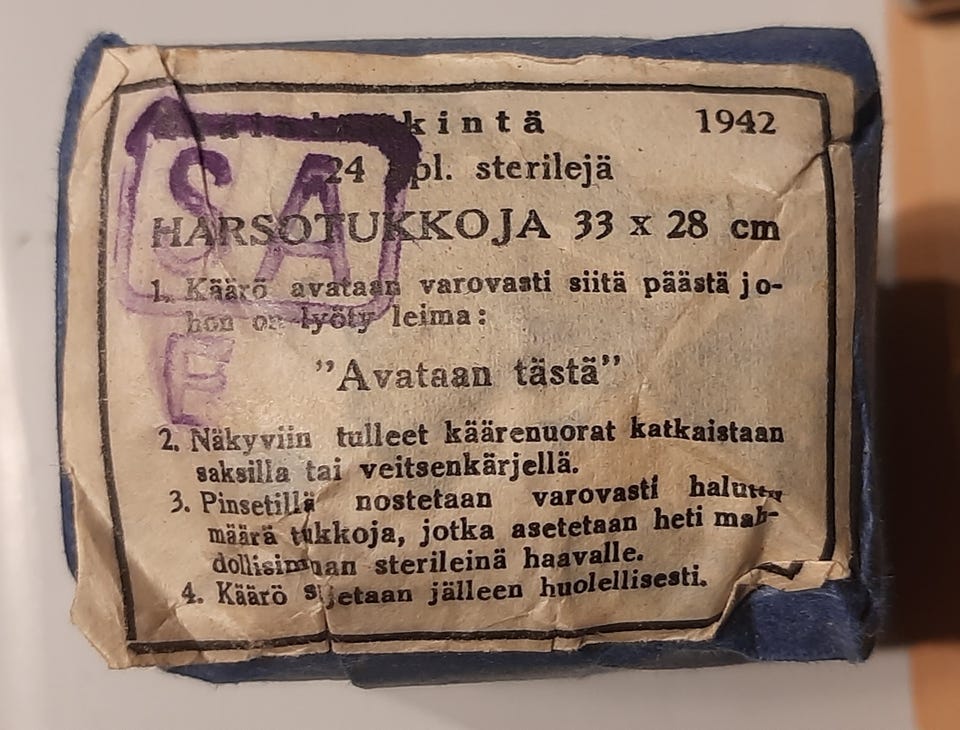 1942
24 kpl. sterilejä
HARSOTUKKOJA 33 x 28 cm
1. Käärö avataan varovasti siitä päästä jo-
hon on lyöty leima:
"Avataan tästä"
2. Näkyviin tulleet käärenuorat katkaistaan
saksilla tai veitsenkärjellä.
3. Pinsetillä nostetaan varovasti haluttu
määrä tukkoja, jotka asetetaan heti mah-
dollisimman sterileinä haavalle.
4. Käärö suljetaan jälleen huolellisesti.
SA